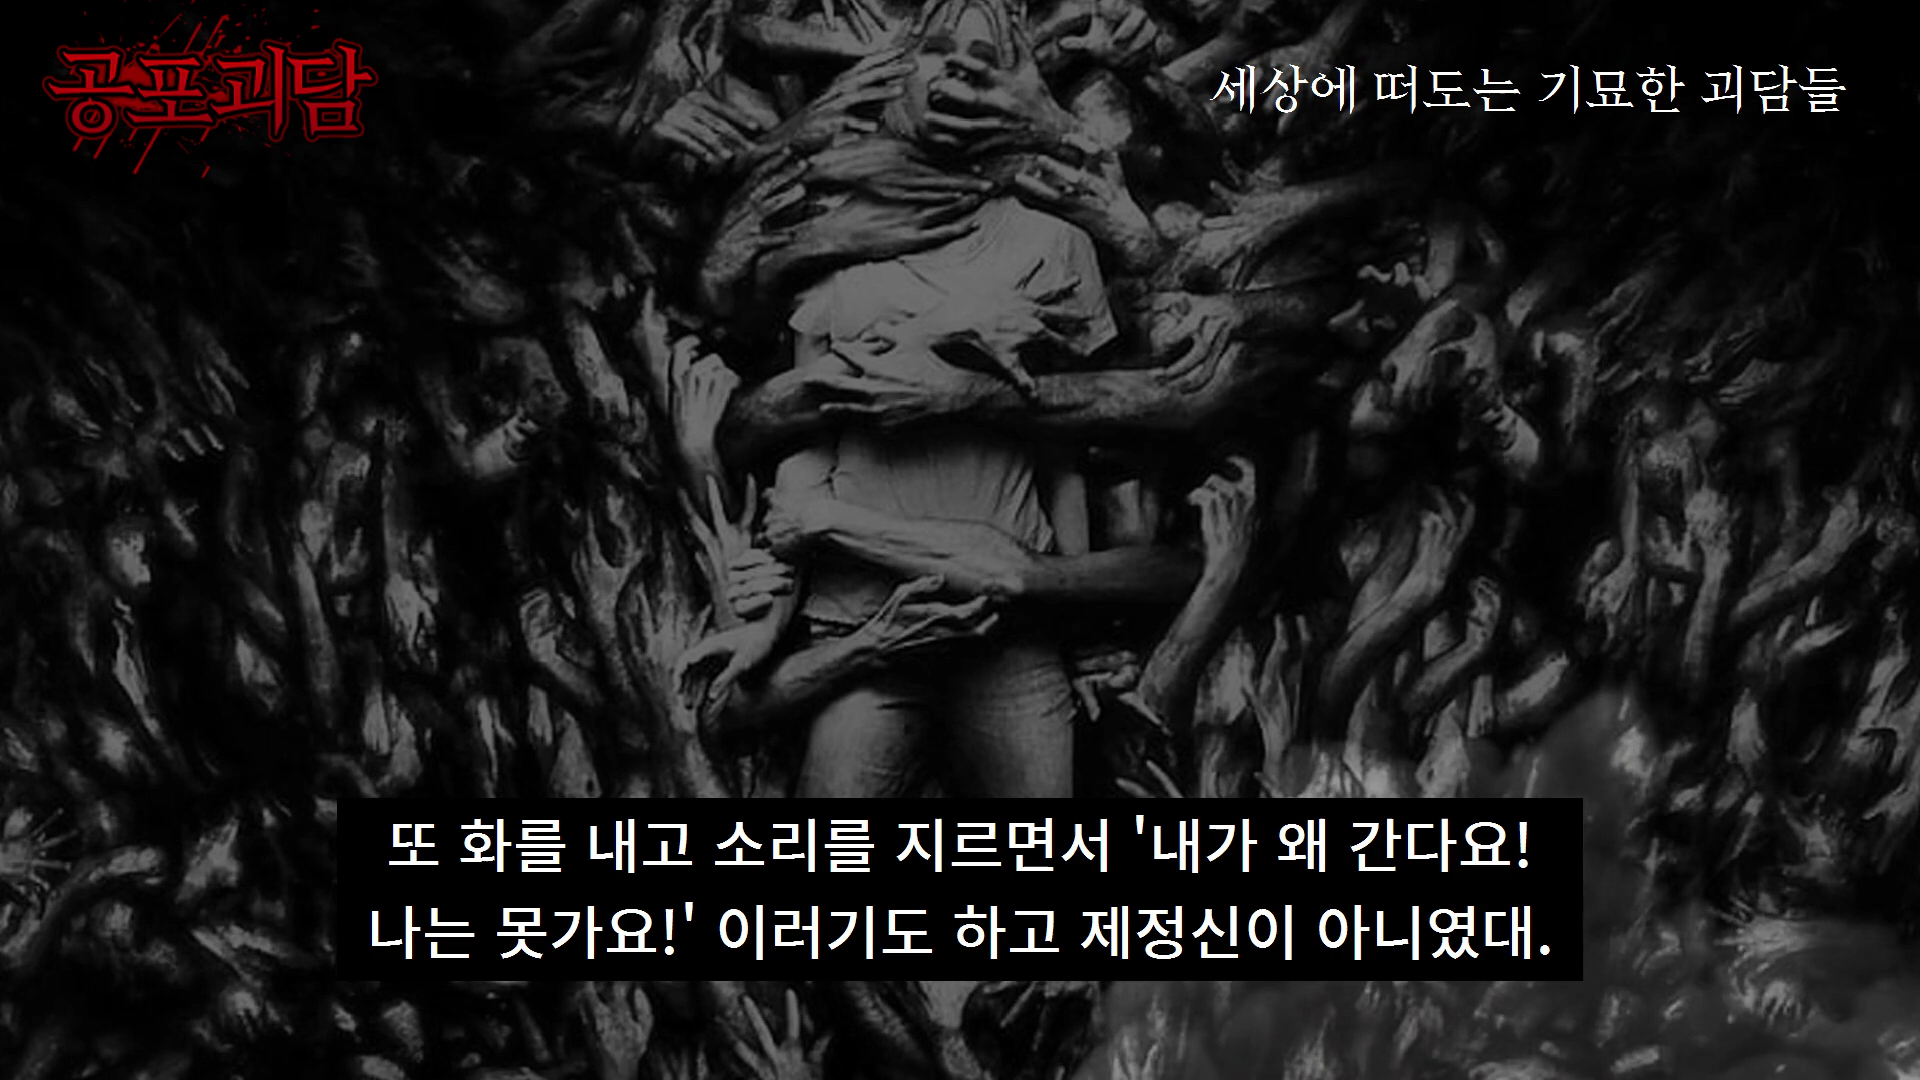 공포괴담
세상에 떠도는 기묘한 괴담들
또 화를 내고 소리를 지르면서 '내가 왜 간다요!
나는 못가요!' 이러기도 하고 제정신이 아니였대.